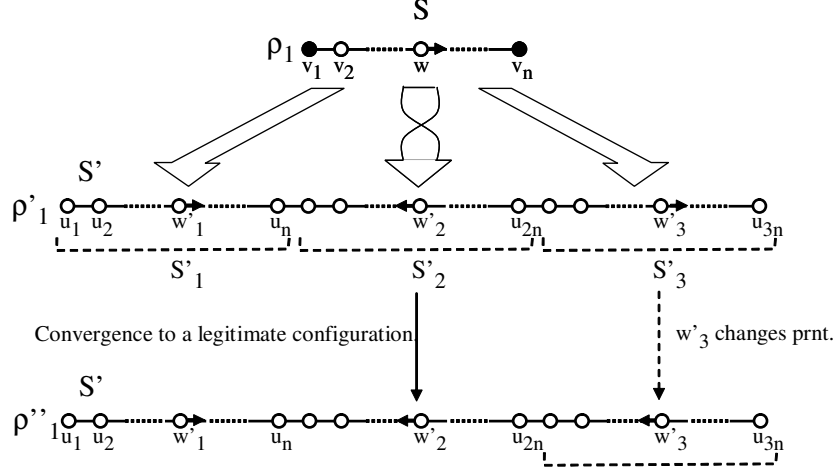 S
ρ1
v1 v2 w vn
S'
ρ'1
u1 u2 w'1 un w'2 u2n w'3 u3n
S'1 S'2 S'3
Convergence to a legitimate configuration.
w'3 changes prnt.
S'
ρ''1
u1 u2 w'1 un w'2 u2n w'3 u3n